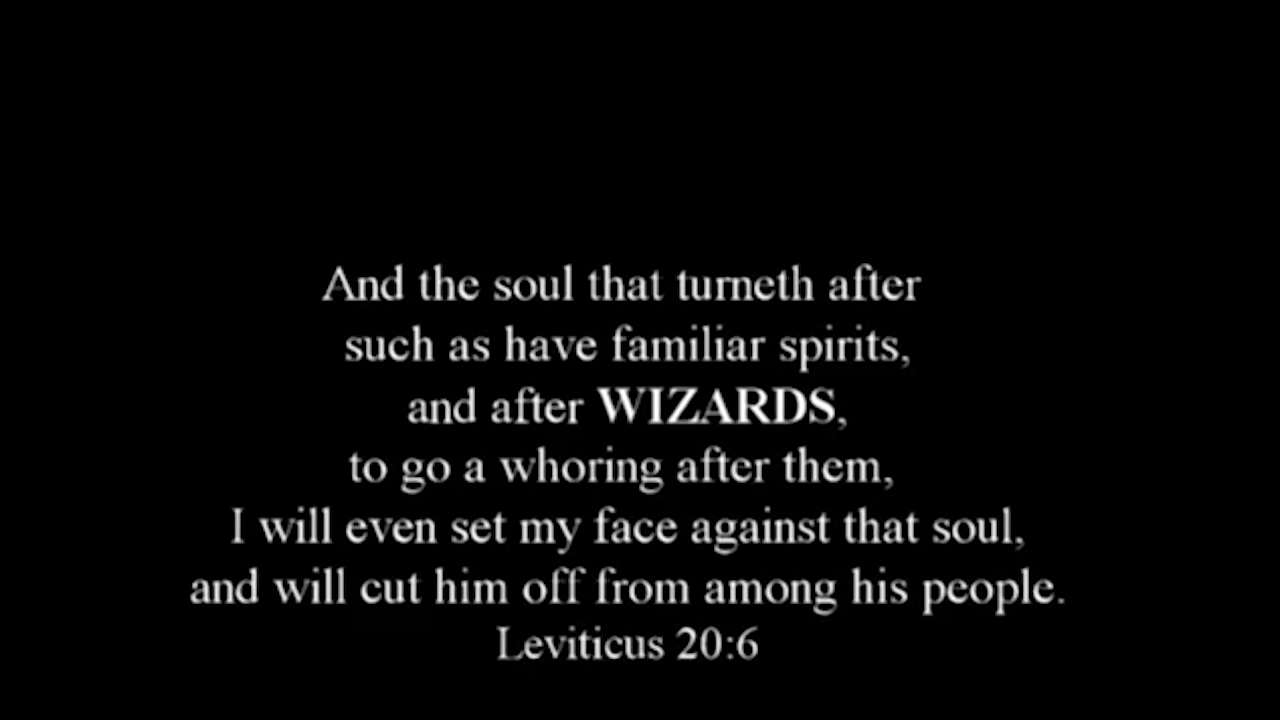 And the soul that turneth after
such as have familiar spirits,
and after WIZARDS,
to go a whoring after them,
I will even set my face against that soul,
and will cut him off from among his people.
Leviticus 20:6